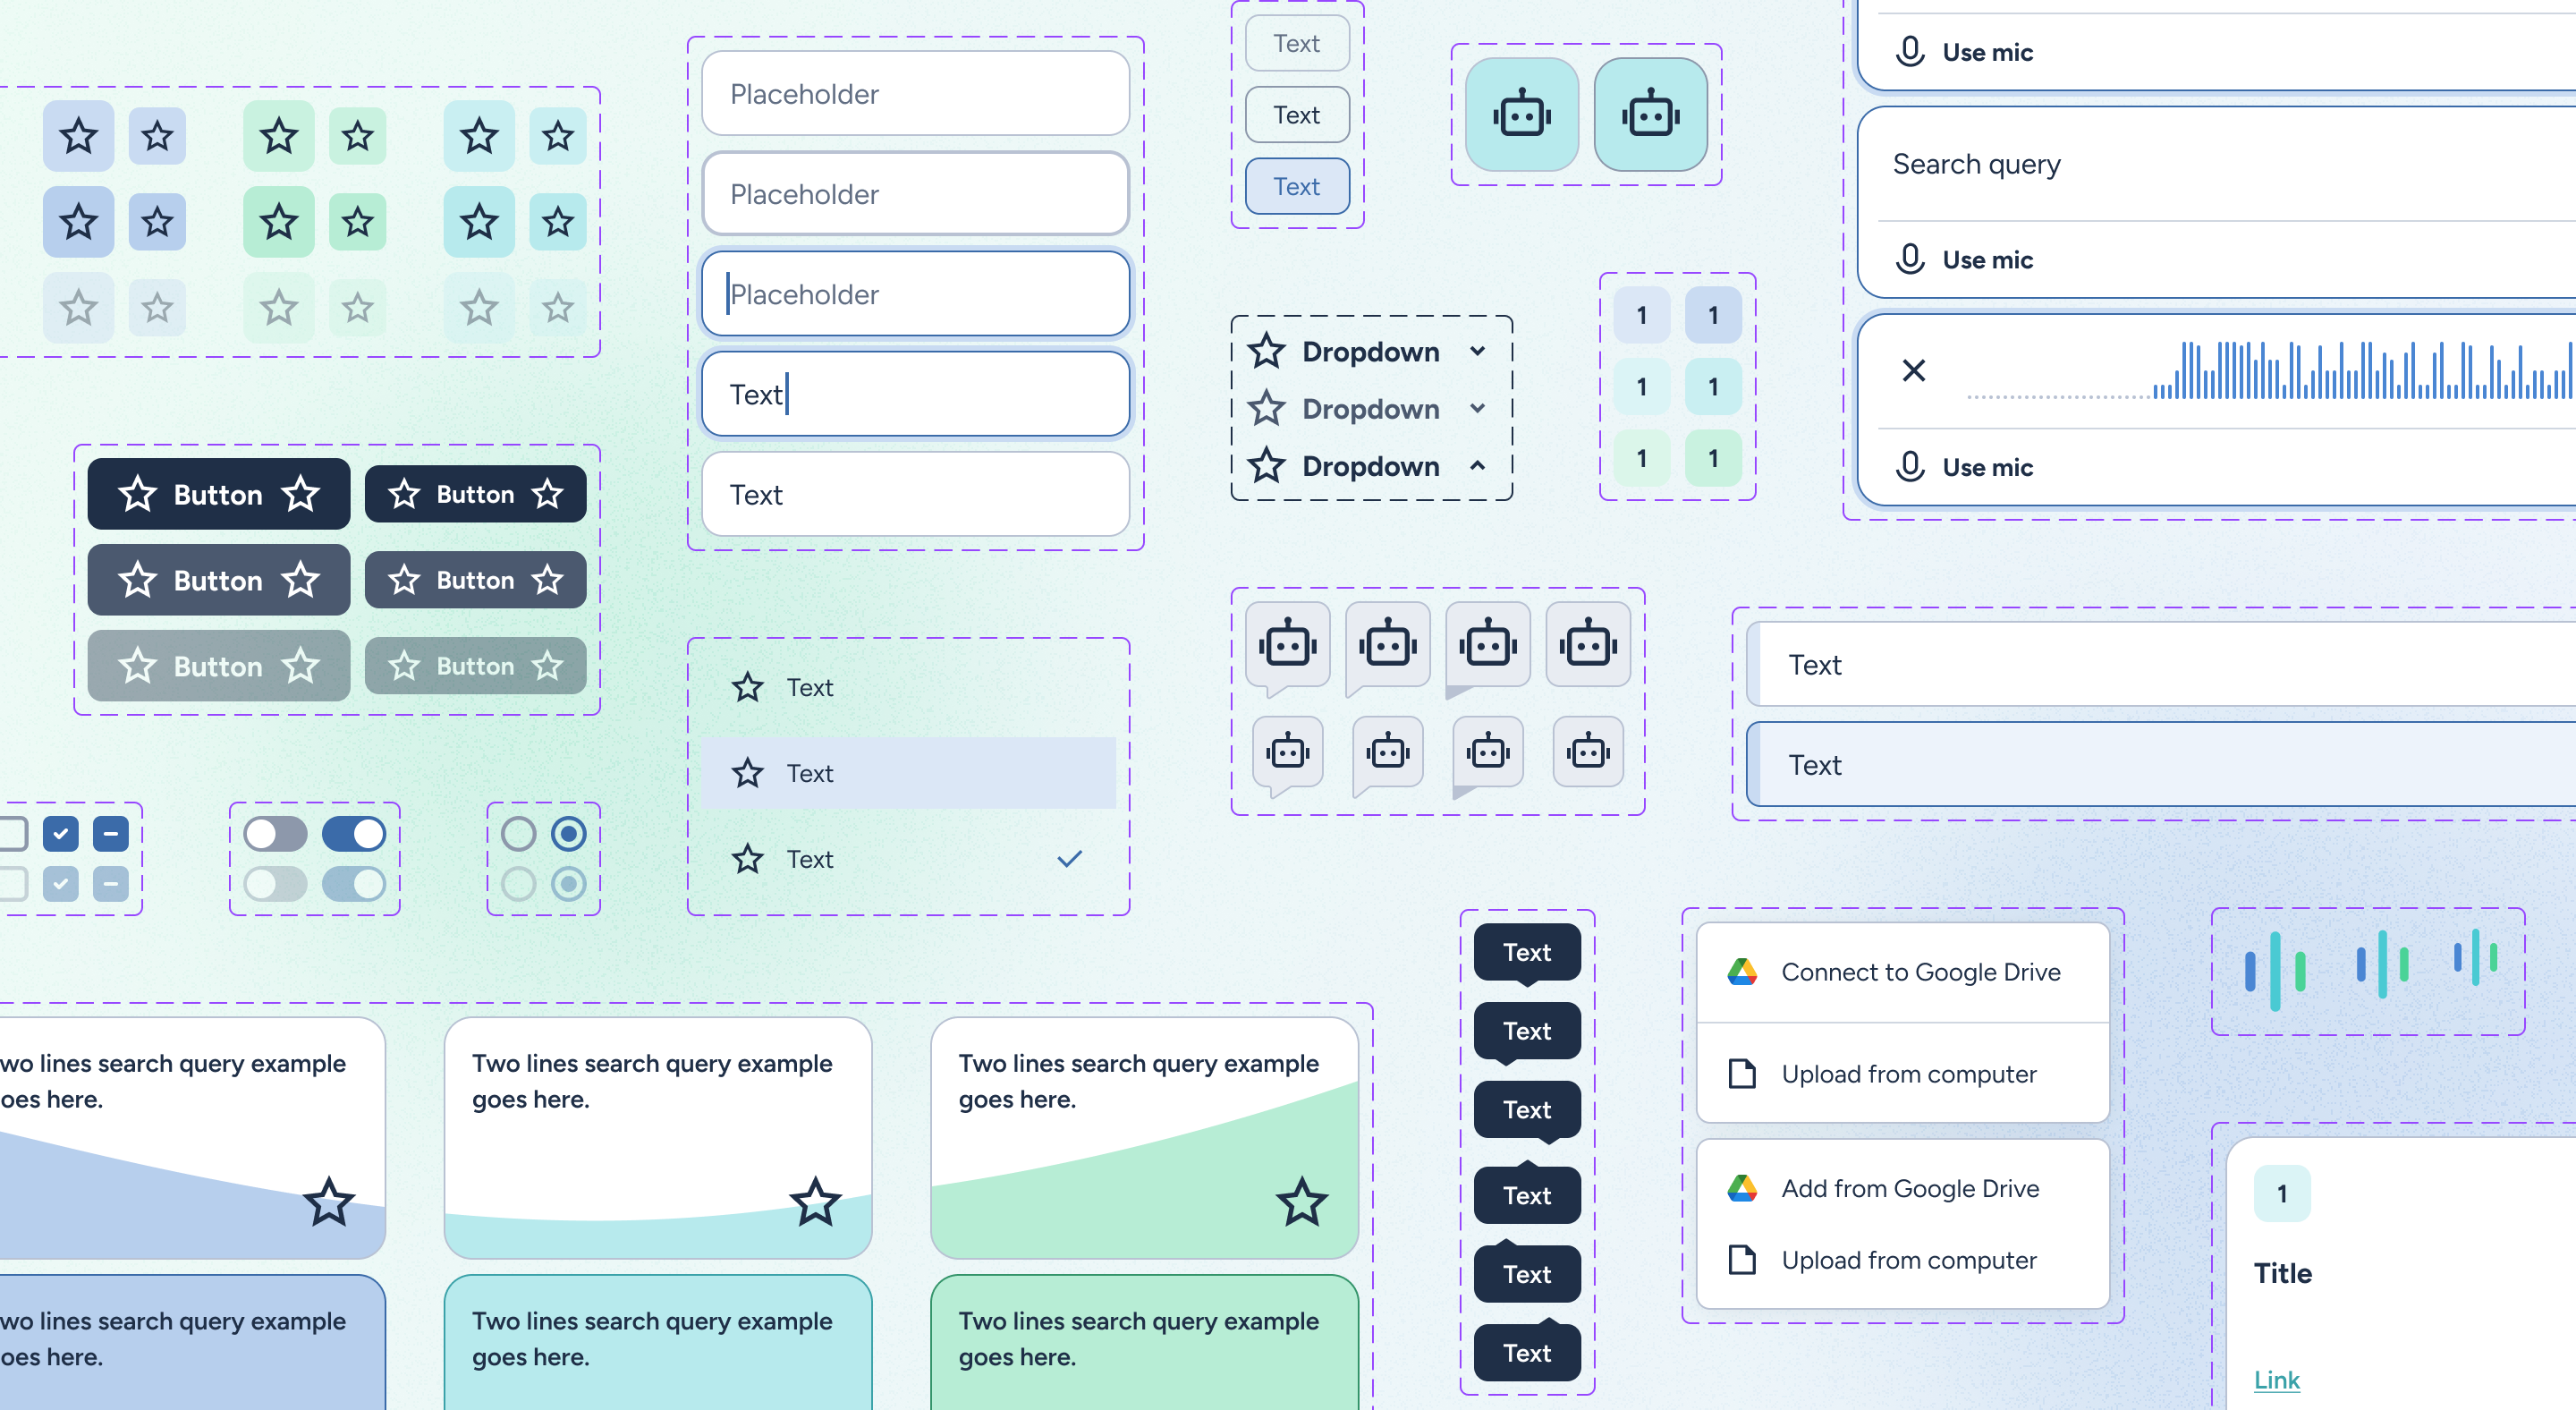 Placeholder
Placeholder
Placeholder
Text
Text
Text
Text
Text
Use mic
Search query
Use mic
Use mic
Dropdown
Dropdown
Dropdown
1 1
1 1
1 1
Button Button
Button Button
Button Button
Text
Text
Text
Text
Text
Text
Text
Text
Text
Text
Text
Connect to Google Drive
Upload from computer
Add from Google Drive
Upload from computer
1
Title
Link
wo lines search query example
oes here.
Two lines search query example
goes here.
Two lines search query example
goes here.
wo lines search query example
oes here.
Two lines search query example
goes here.
Two lines search query example
goes here.